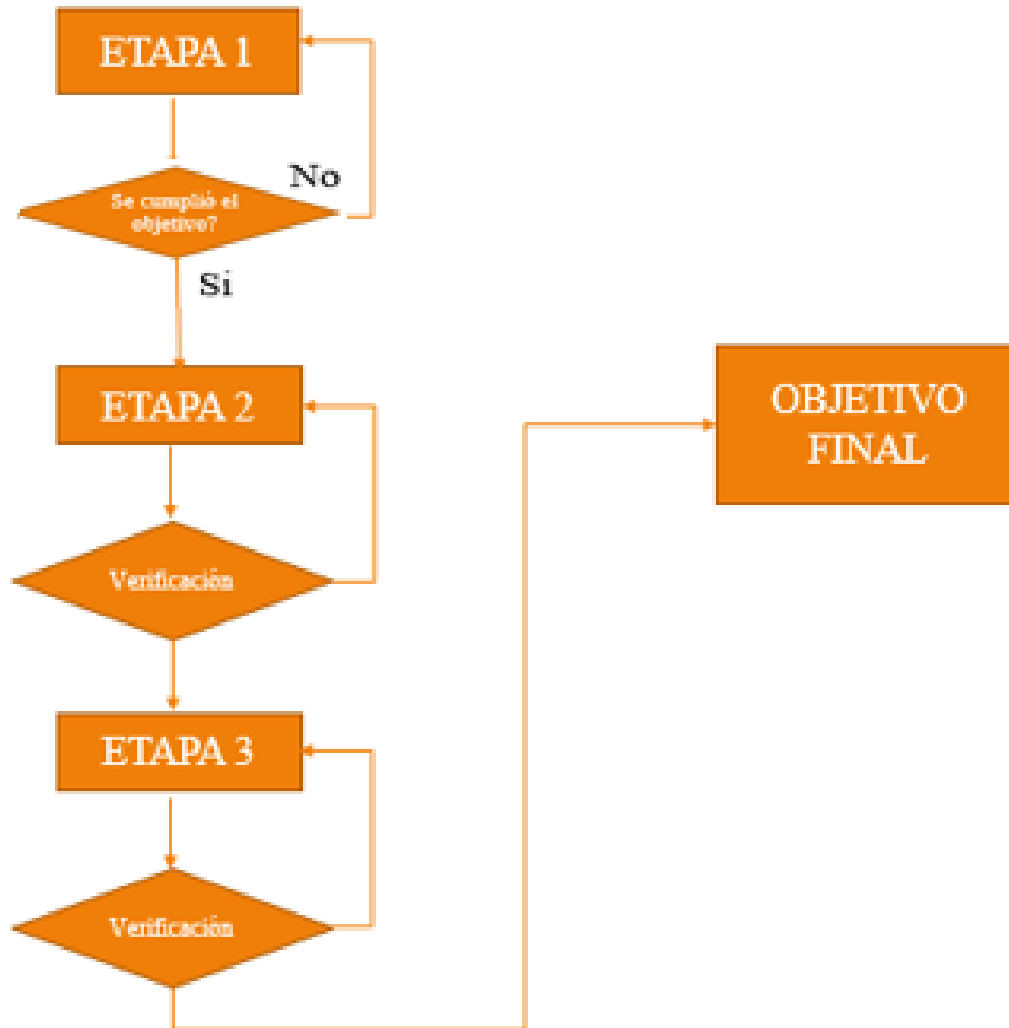 ETAPA 1
No
Se cumplió el
objetivo?
Si
ETAPA 2
OBJETIVO
FINAL
Verificación
ETAPA 3
Verificación